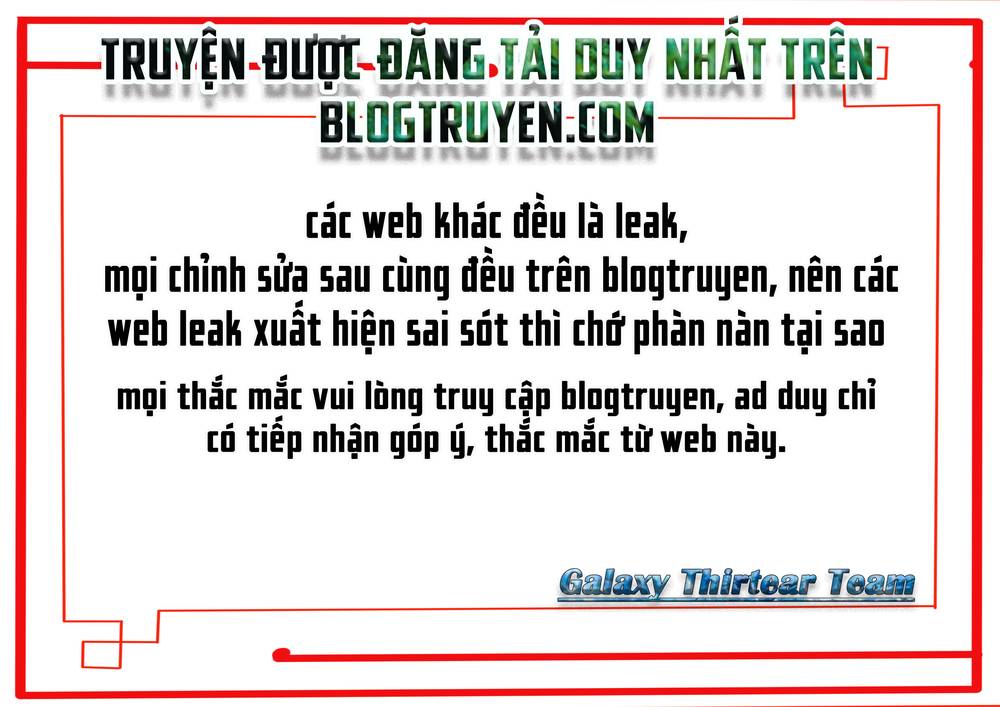 TRUYỆN ĐƯỢC ĐĂNG TẢI DUY NHẤT TRÊN
BLOGTRUYEN.COM
các web khác đều là leak,
mọi chỉnh sửa sau cùng đều trên blogtruyen, nên các
web leak xuất hiện sai sót thì chớ phàn nàn tại sao
mọi thắc mắc vui lòng truy cập blogtruyen, ad duy chỉ
có tiếp nhận góp ý, thắc mắc từ web này.
Galaxy Thirtear Team